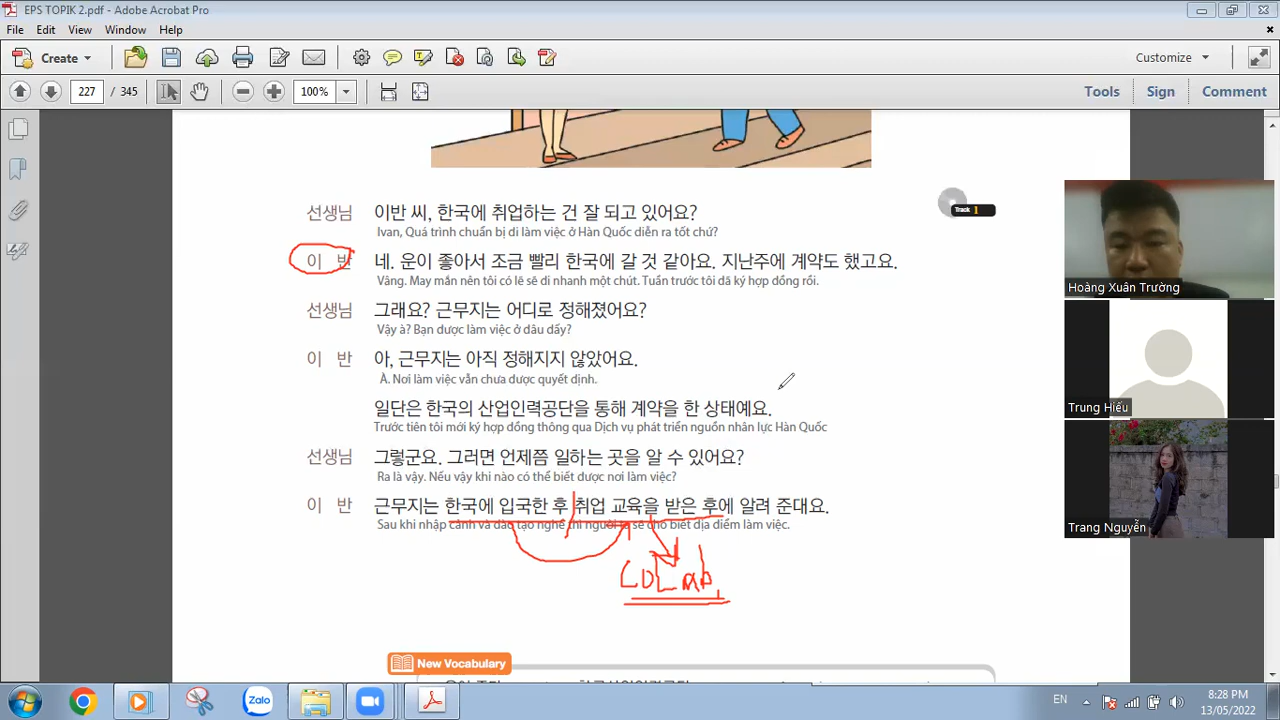 EPS TOPIK 2.pdf - Adobe Acrobat Pro
File Edit View Window Help
Create
Customize
227 / 345
100%
Tools Sign Comment
Track 1
선생님 이반 씨, 한국에 취업하는 건 잘 되고 있어요?
Ivan, Quá trình chuẩn bị đi làm việc ở Hàn Quốc diễn ra tốt chứ?
이 반 네. 운이 좋아서 조금 빨리 한국에 갈 것 같아요. 지난주에 계약도 했고요.
Vâng. May mắn nên tôi có lẽ sẽ đi nhanh một chút. Tuần trước tôi đã ký hợp đồng rồi.
선생님 그래요? 근무지는 어디로 정해졌어요?
Vậy à? Bạn được làm việc ở đâu đấy?
이 반 아, 근무지는 아직 정해지지 않았어요.
À. Nơi làm việc vẫn chưa được quyết định.
일단은 한국의 산업인력공단을 통해 계약을 한 상태예요.
Trước tiên tôi mới ký hợp đồng thông qua Dịch vụ phát triển nguồn nhân lực Hàn Quốc
선생님 그렇군요. 그러면 언제쯤 일하는 곳을 알 수 있어요?
Ra là vậy. Nếu vậy khi nào có thể biết được nơi làm việc?
이 반 근무지는 한국에 입국한 후 취업 교육을 받은 후에 알려 준대요.
Sau khi nhập cảnh và đào tạo nghề thì người ta sẽ cho biết địa điểm làm việc.
New Vocabulary
Hoàng Xuân Trường
Trung Hiếu
Trang Nguyễn
Zalo
EN
8:28 PM
13/05/2022